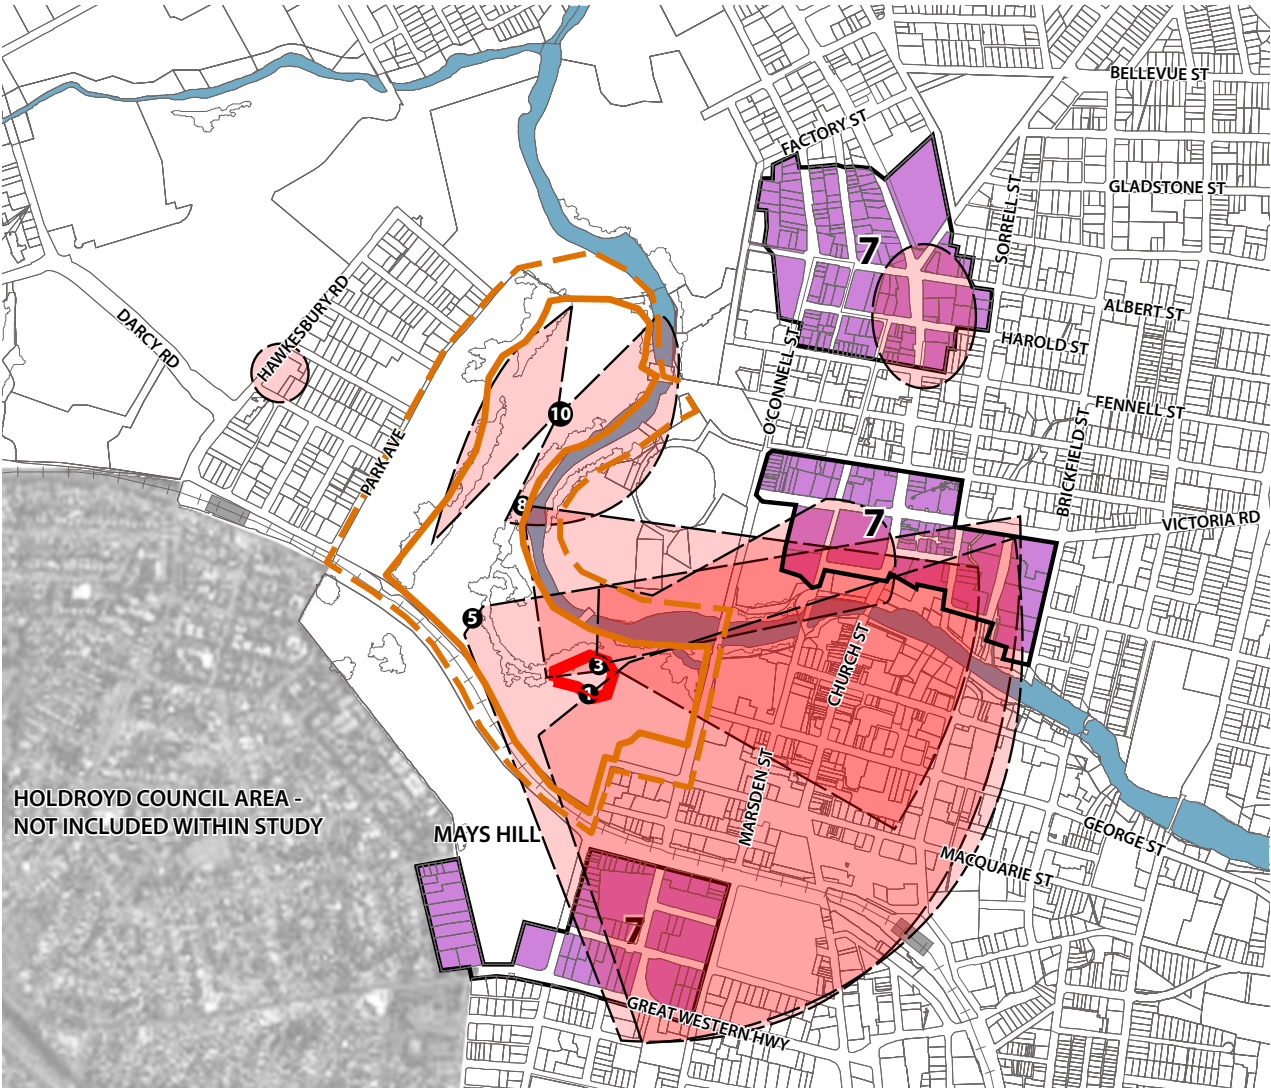 BELLEVUE ST
FACTORY ST
GLADSTONE ST
SORRELL ST
7
HAWKESBURY RD
DARCY RD
ALBERT ST
HAROLD ST
O'CONNELL ST
10
FENNELL ST
BRICKFIELD ST
PARK AVE
8
7
VICTORIA RD
5
3
CHURCH ST
MARSDEN ST
HOLDROYD COUNCIL AREA -
NOT INCLUDED WITHIN STUDY
MAYS HILL
GEORGE ST
MACQUARIE ST
7
GREAT WESTERN HWY